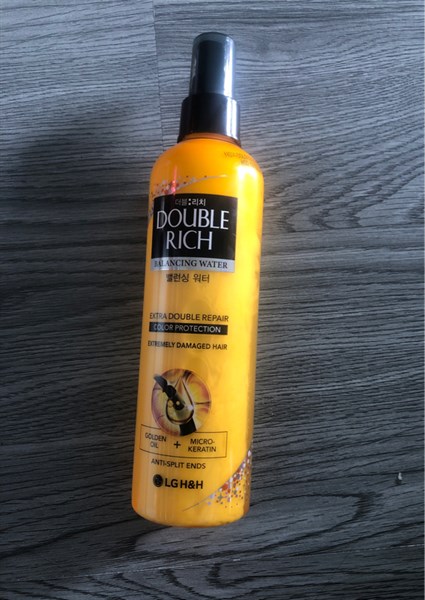 더블:리치
DOUBLE
RICH
BALANCING WATER
밸런싱 워터
EXTRA DOUBLE REPAIR
COLOR PROTECTION
EXTREMELY DAMAGED HAIR
GOLDEN OIL + MICRO-KERATIN
ANTI-SPLIT ENDS
LG H&H